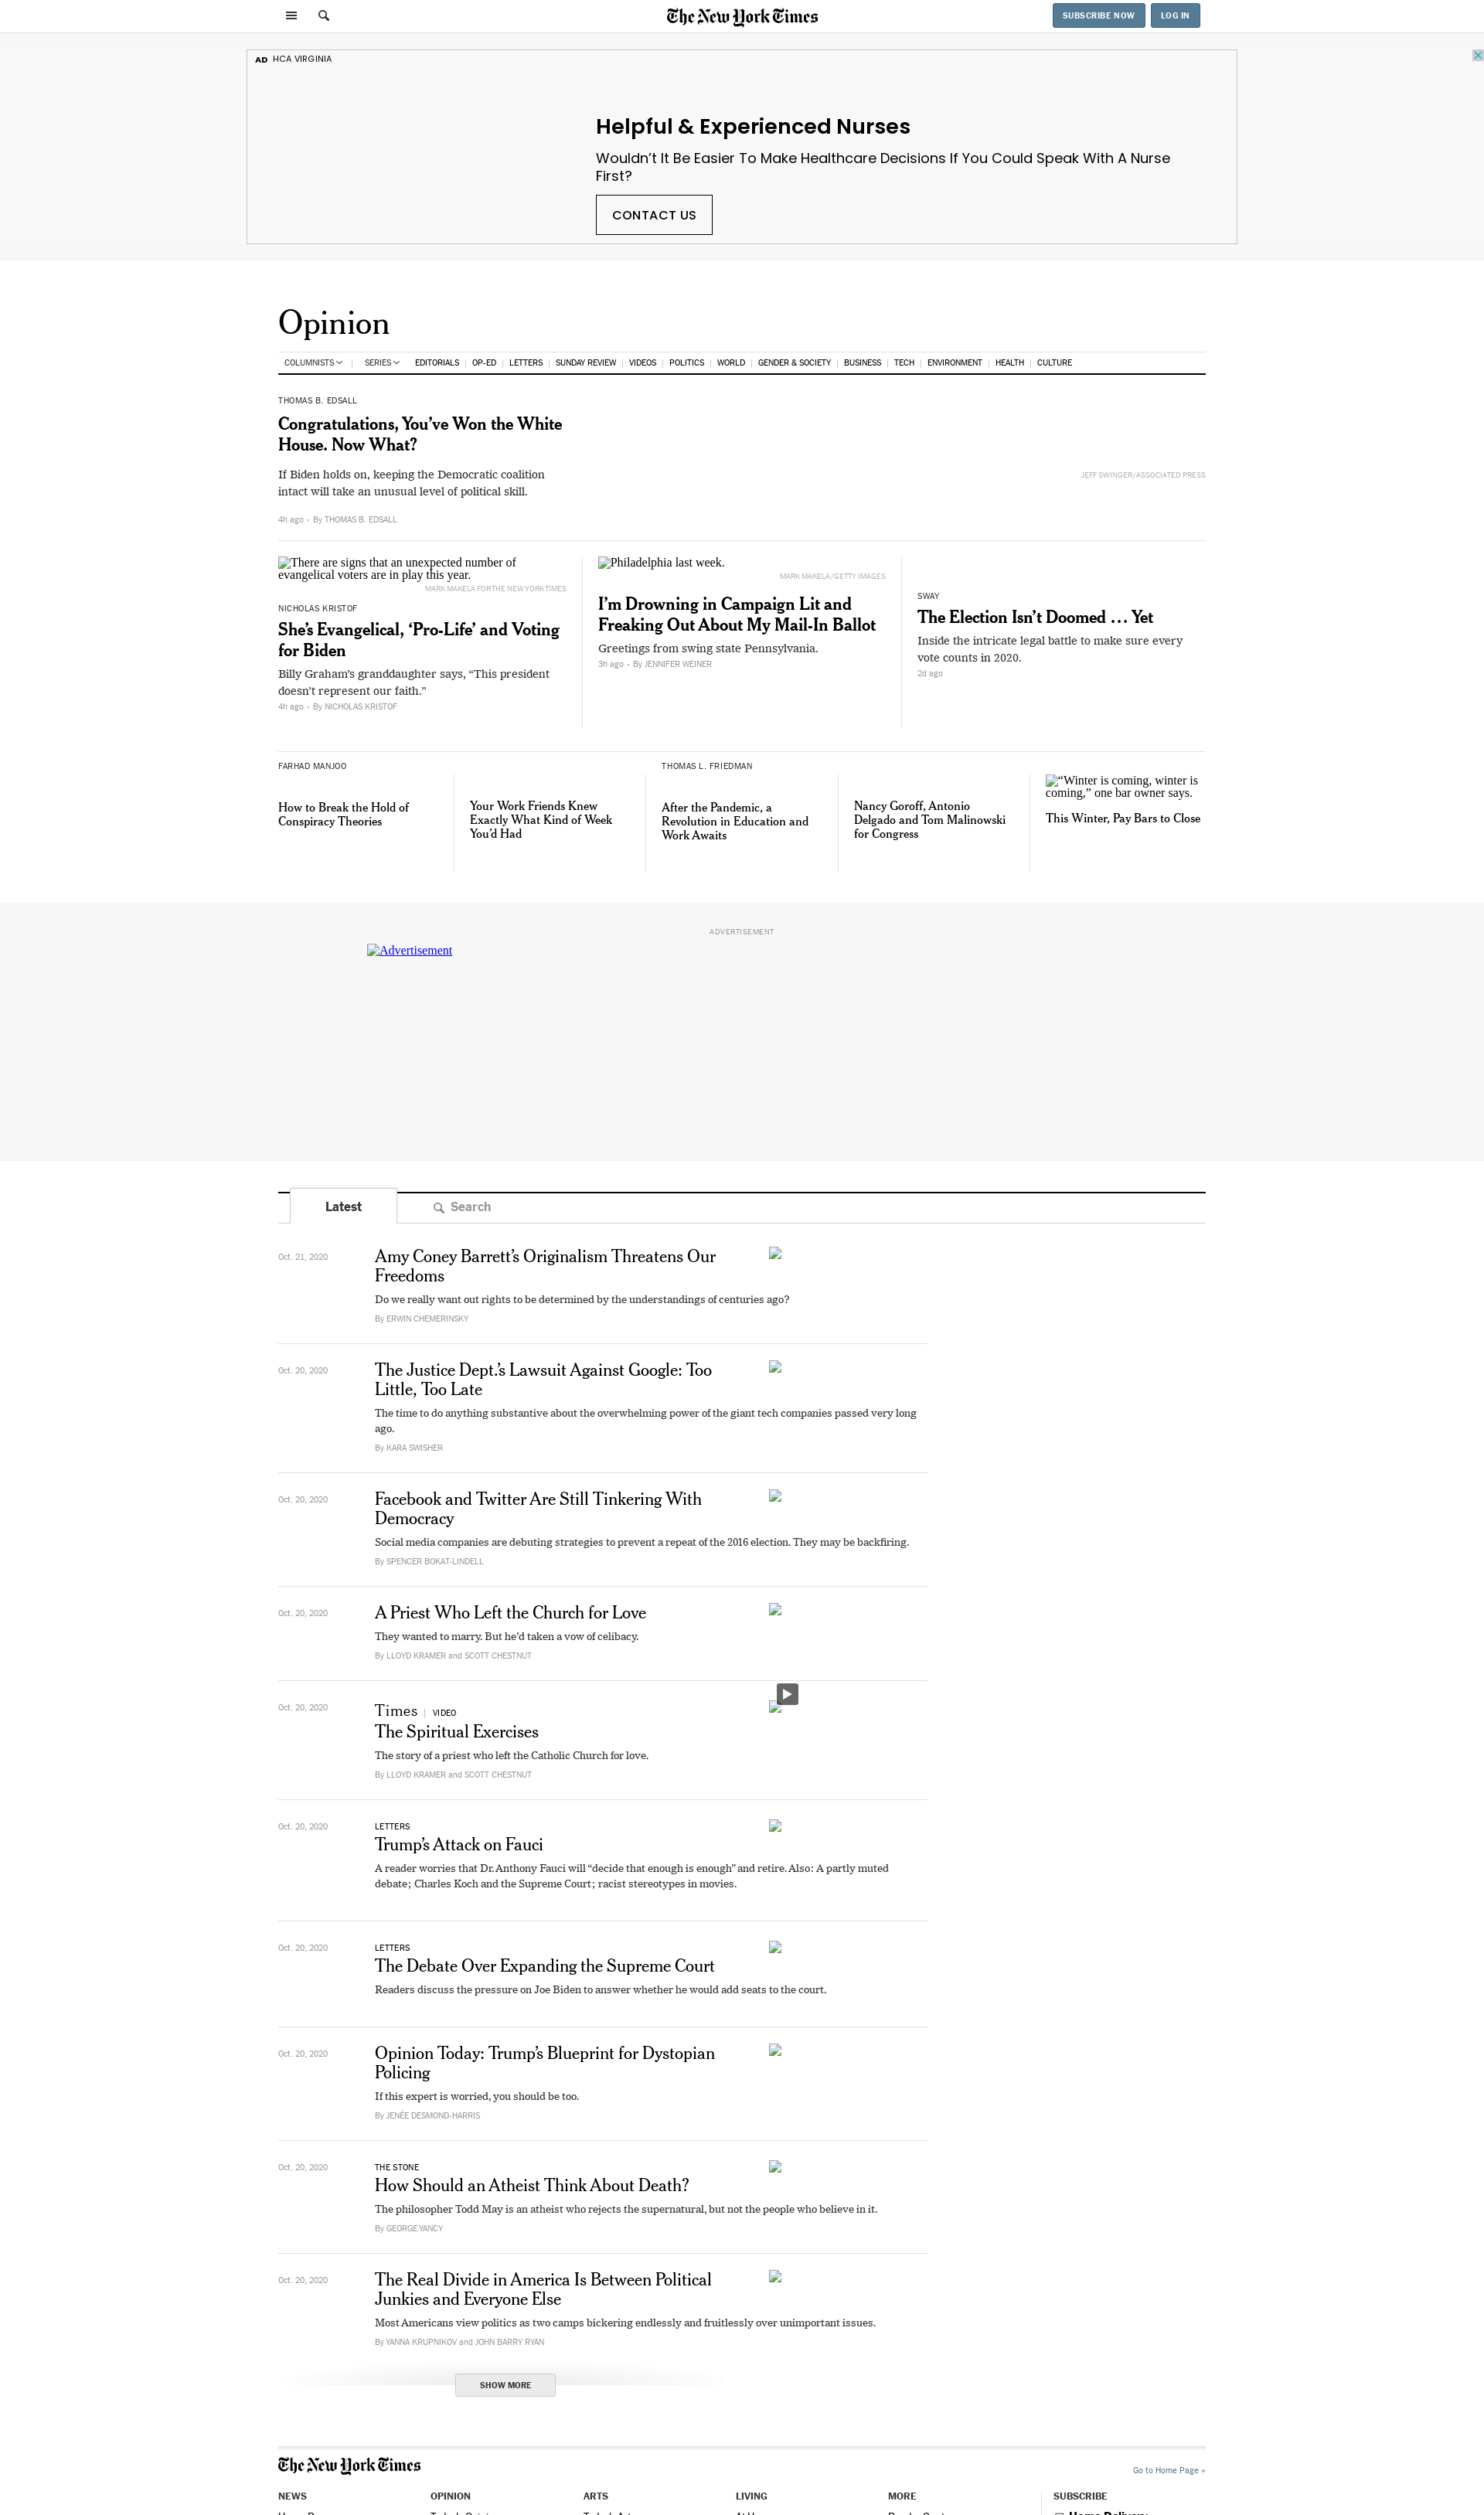 The New York Times
SUBSCRIBE NOW
LOG IN
AD HCA VIRGINIA
Helpful & Experienced Nurses
Wouldn’t It Be Easier To Make Healthcare Decisions If You Could Speak With A Nurse
First?
CONTACT US
Opinion
COLUMNISTS | SERIES EDITORIALS | OP-ED | LETTERS | SUNDAY REVIEW | VIDEOS | POLITICS | WORLD | GENDER & SOCIETY | BUSINESS | TECH | ENVIRONMENT | HEALTH | CULTURE
THOMAS B. EDSALL
Congratulations, You’ve Won the White
House. Now What?
If Biden holds on, keeping the Democratic coalition
intact will take an unusual level of political skill.
4h ago • By THOMAS B. EDSALL
JEFF SWINGER/ASSOCIATED PRESS
There are signs that an unexpected number of
evangelical voters are in play this year.
MARK MAKELA FOR THE NEW YORK TIMES
NICHOLAS KRISTOF
She’s Evangelical, ‘Pro-Life’ and Voting
for Biden
Billy Graham’s granddaughter says, “This president
doesn’t represent our faith.”
4h ago • By NICHOLAS KRISTOF
Philadelphia last week.
MARK MAKELA/GETTY IMAGES
I’m Drowning in Campaign Lit and
Freaking Out About My Mail-In Ballot
Greetings from swing state Pennsylvania.
3h ago • By JENNIFER WEINER
SWAY
The Election Isn’t Doomed … Yet
Inside the intricate legal battle to make sure every
vote counts in 2020.
2d ago
FARHAD MANJOO
How to Break the Hold of
Conspiracy Theories
Your Work Friends Knew
Exactly What Kind of Week
You’d Had
THOMAS L. FRIEDMAN
After the Pandemic, a
Revolution in Education and
Work Awaits
Nancy Goroff, Antonio
Delgado and Tom Malinowski
for Congress
“Winter is coming, winter is
coming,” one bar owner says.
This Winter, Pay Bars to Close
ADVERTISEMENT
Advertisement
Latest
Search
Oct. 21, 2020
Amy Coney Barrett’s Originalism Threatens Our
Freedoms
Do we really want out rights to be determined by the understandings of centuries ago?
By ERWIN CHEMERINSKY
Oct. 20, 2020
The Justice Dept.’s Lawsuit Against Google: Too
Little, Too Late
The time to do anything substantive about the overwhelming power of the giant tech companies passed very long
ago.
By KARA SWISHER
Oct. 20, 2020
Facebook and Twitter Are Still Tinkering With
Democracy
Social media companies are debuting strategies to prevent a repeat of the 2016 election. They may be backfiring.
By SPENCER BOKAT-LINDELL
Oct. 20, 2020
A Priest Who Left the Church for Love
They wanted to marry. But he’d taken a vow of celibacy.
By LLOYD KRAMER and SCOTT CHESTNUT
Oct. 20, 2020
Times | VIDEO
The Spiritual Exercises
The story of a priest who left the Catholic Church for love.
By LLOYD KRAMER and SCOTT CHESTNUT
Oct. 20, 2020
LETTERS
Trump’s Attack on Fauci
A reader worries that Dr. Anthony Fauci will “decide that enough is enough” and retire. Also: A partly muted
debate; Charles Koch and the Supreme Court; racist stereotypes in movies.
Oct. 20, 2020
LETTERS
The Debate Over Expanding the Supreme Court
Readers discuss the pressure on Joe Biden to answer whether he would add seats to the court.
Oct. 20, 2020
Opinion Today: Trump’s Blueprint for Dystopian
Policing
If this expert is worried, you should be too.
By JENÉE DESMOND-HARRIS
Oct. 20, 2020
THE STONE
How Should an Atheist Think About Death?
The philosopher Todd May is an atheist who rejects the supernatural, but not the people who believe in it.
By GEORGE YANCY
Oct. 20, 2020
The Real Divide in America Is Between Political
Junkies and Everyone Else
Most Americans view politics as two camps bickering endlessly and fruitlessly over unimportant issues.
By YANNA KRUPNIKOV and JOHN BARRY RYAN
SHOW MORE
The New York Times
Go to Home Page »
NEWS
OPINION
ARTS
LIVING
MORE
SUBSCRIBE